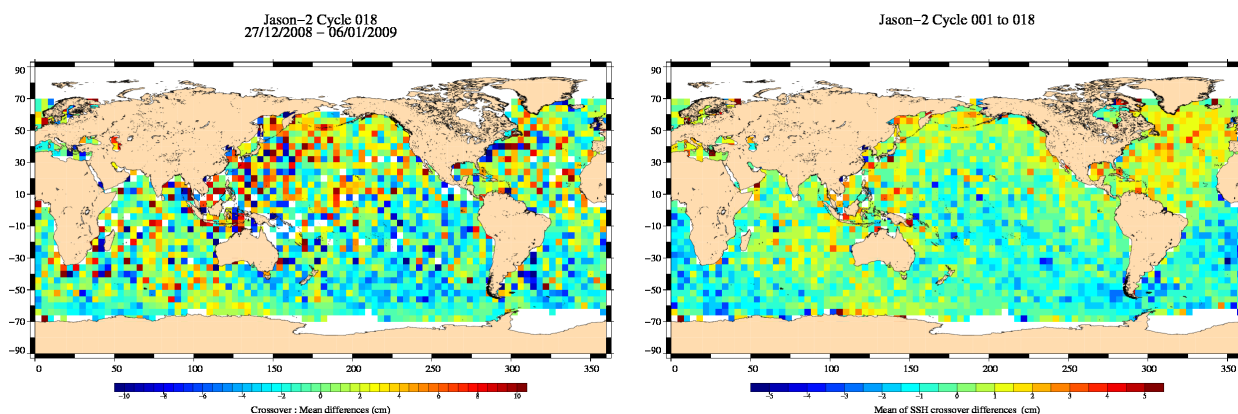 Jason−2 Cycle 018
27/12/2008 − 06/01/2009
90
70
50
30
10
−10
−30
−50
−70
−90
0 50 100 150 200 250 300 350
−10 −8 −6 −4 −2 0 2 4 6 8 10
Crossover : Mean differences (cm)
Jason−2 Cycle 001 to 018
90
70
50
30
10
−10
−30
−50
−70
−90
0 50 100 150 200 250 300 350
−5 −4 −3 −2 −1 0 1 2 3 4 5
Mean of SSH crossover differences (cm)